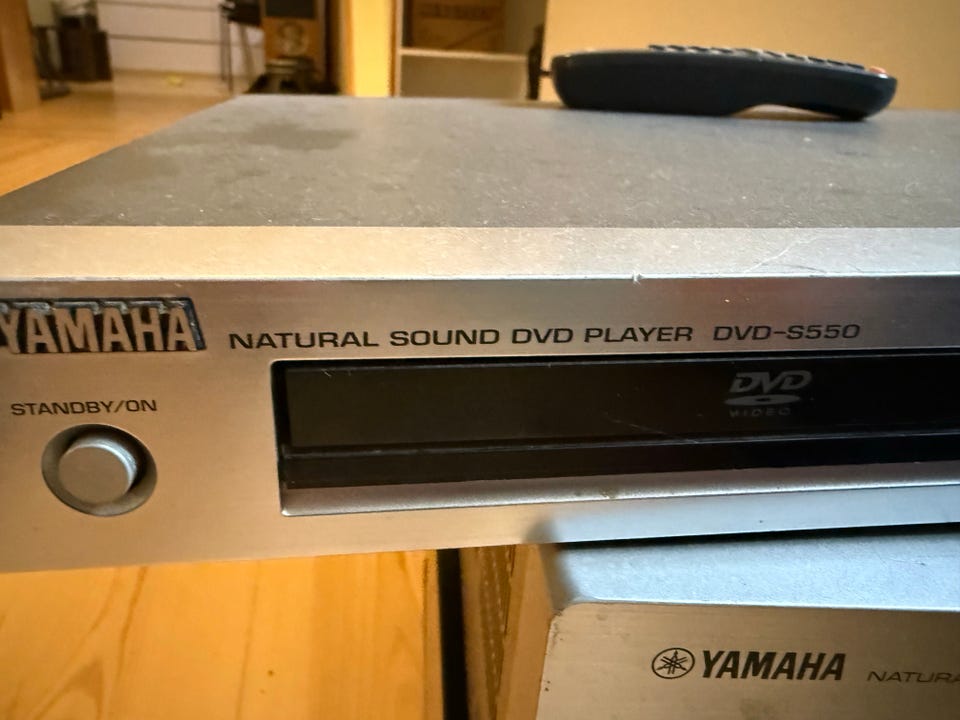 YAMAHA NATURAL SOUND DVD PLAYER DVD-S550
STANDBY/ON
DVD
VIDEO
YAMAHA